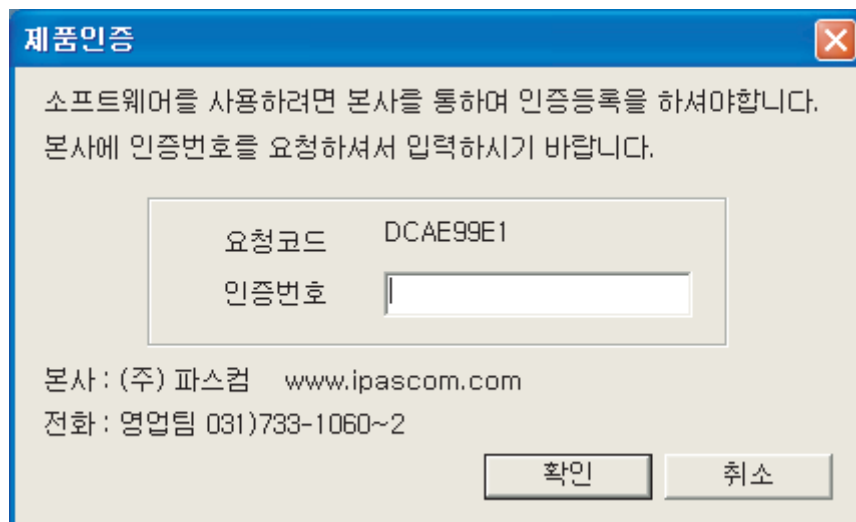 제품인증
소프트웨어를 사용하려면 본사를 통하여 인증등록을 하셔야합니다.
본사에 인증번호를 요청하셔서 입력하시기 바랍니다.
요청코드 DCAE99E1
인증번호
본사 : (주) 파스컴 www.ipascom.com
전화 : 영업팀 031)733-1060~2
확인 취소